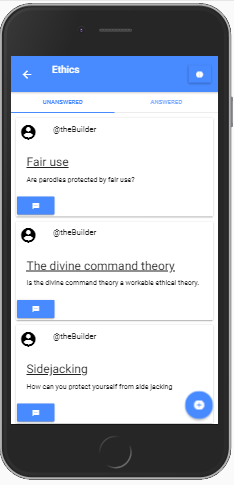 Ethics
UNANSWERED
ANSWERED
@theBuilder
Fair use
Are parodies protected by fair use?
@theBuilder
The divine command theory
Is the divine command theory a workable ethical theory.
@theBuilder
Sidejacking
How can you protect yourself from side jacking